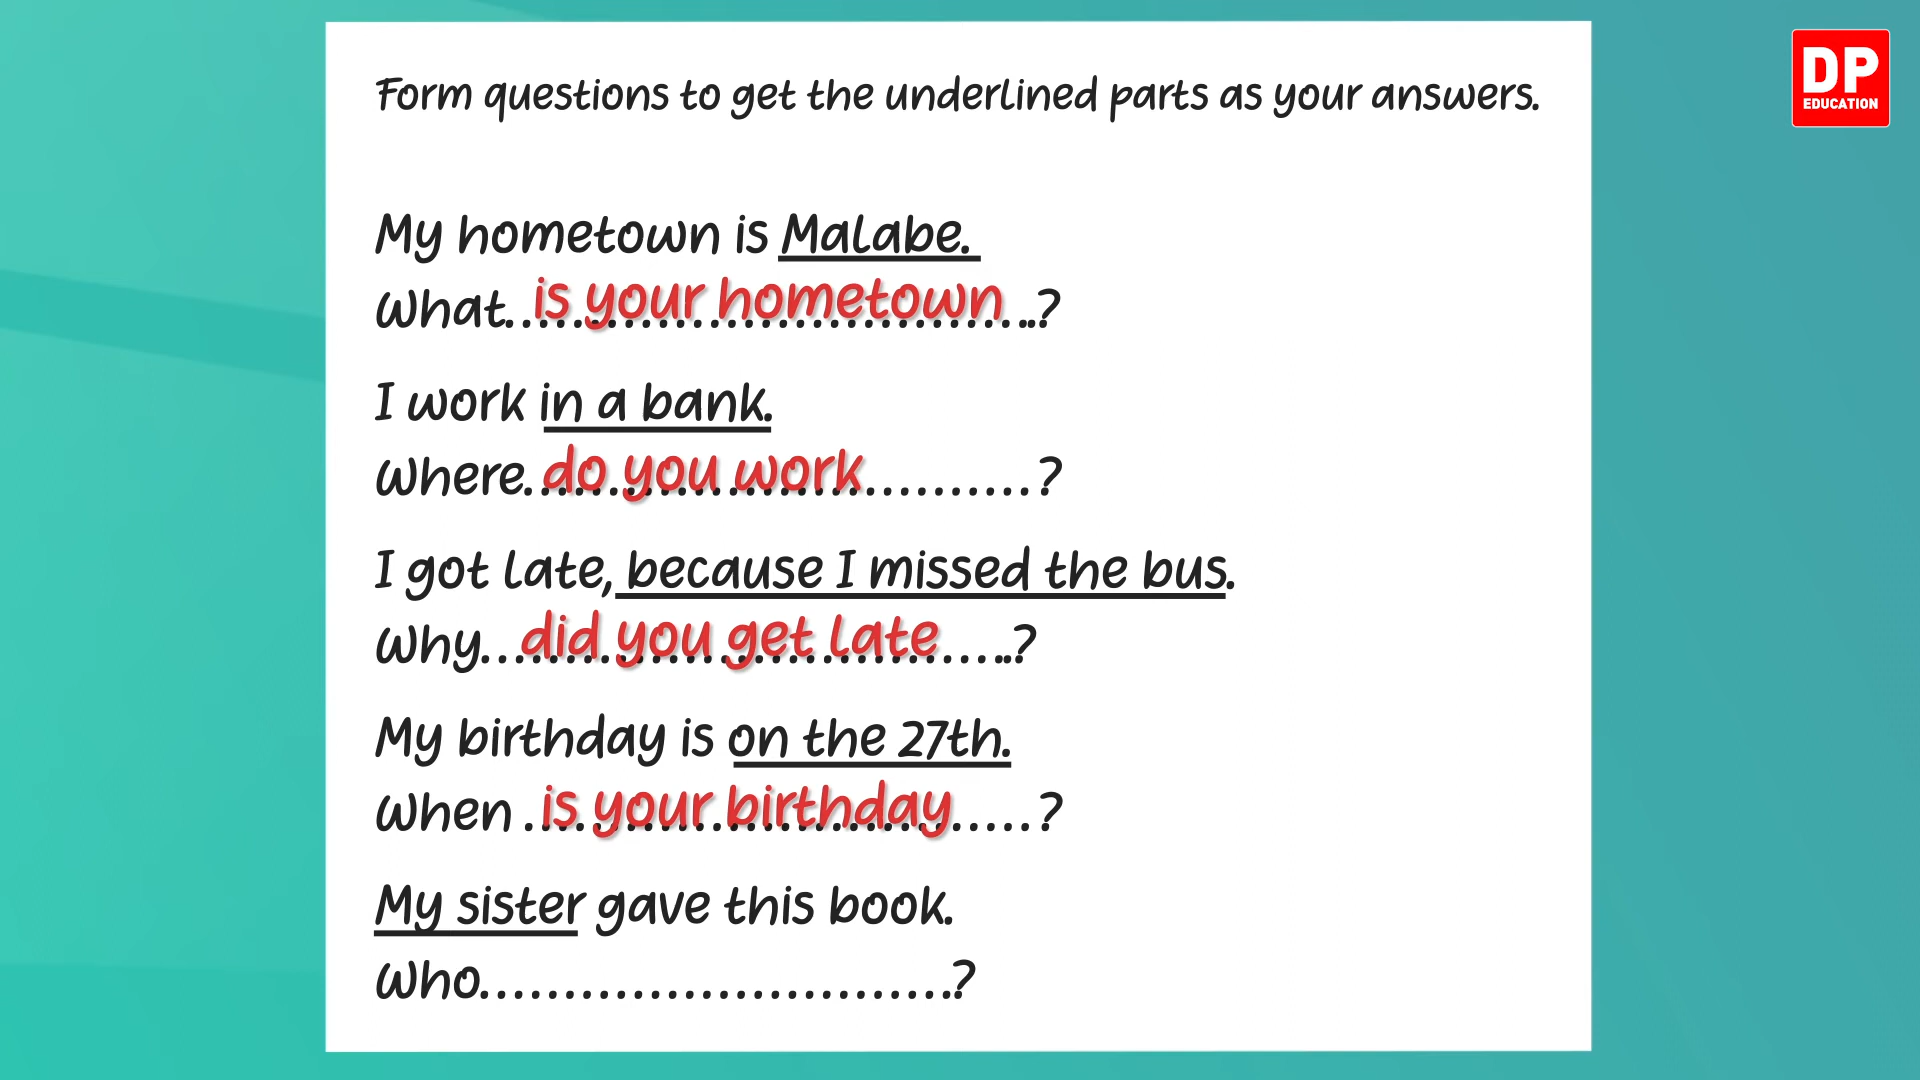 DP
EDUCATION
Form questions to get the underlined parts as your answers.
My hometown is Malabe.
What..is your hometown...?
I work in a bank.
Where.do you work..........?
I got late, because I missed the bus.
Why...did you get late.....?
My birthday is on the 27th.
When .is your birthday.....?
My sister gave this book.
Who............................?